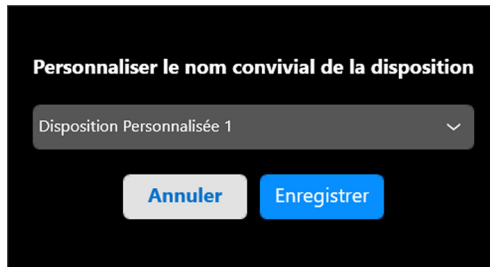 Personnaliser le nom convivial de la disposition
Disposition Personnalisée 1
Annuler
Enregistrer